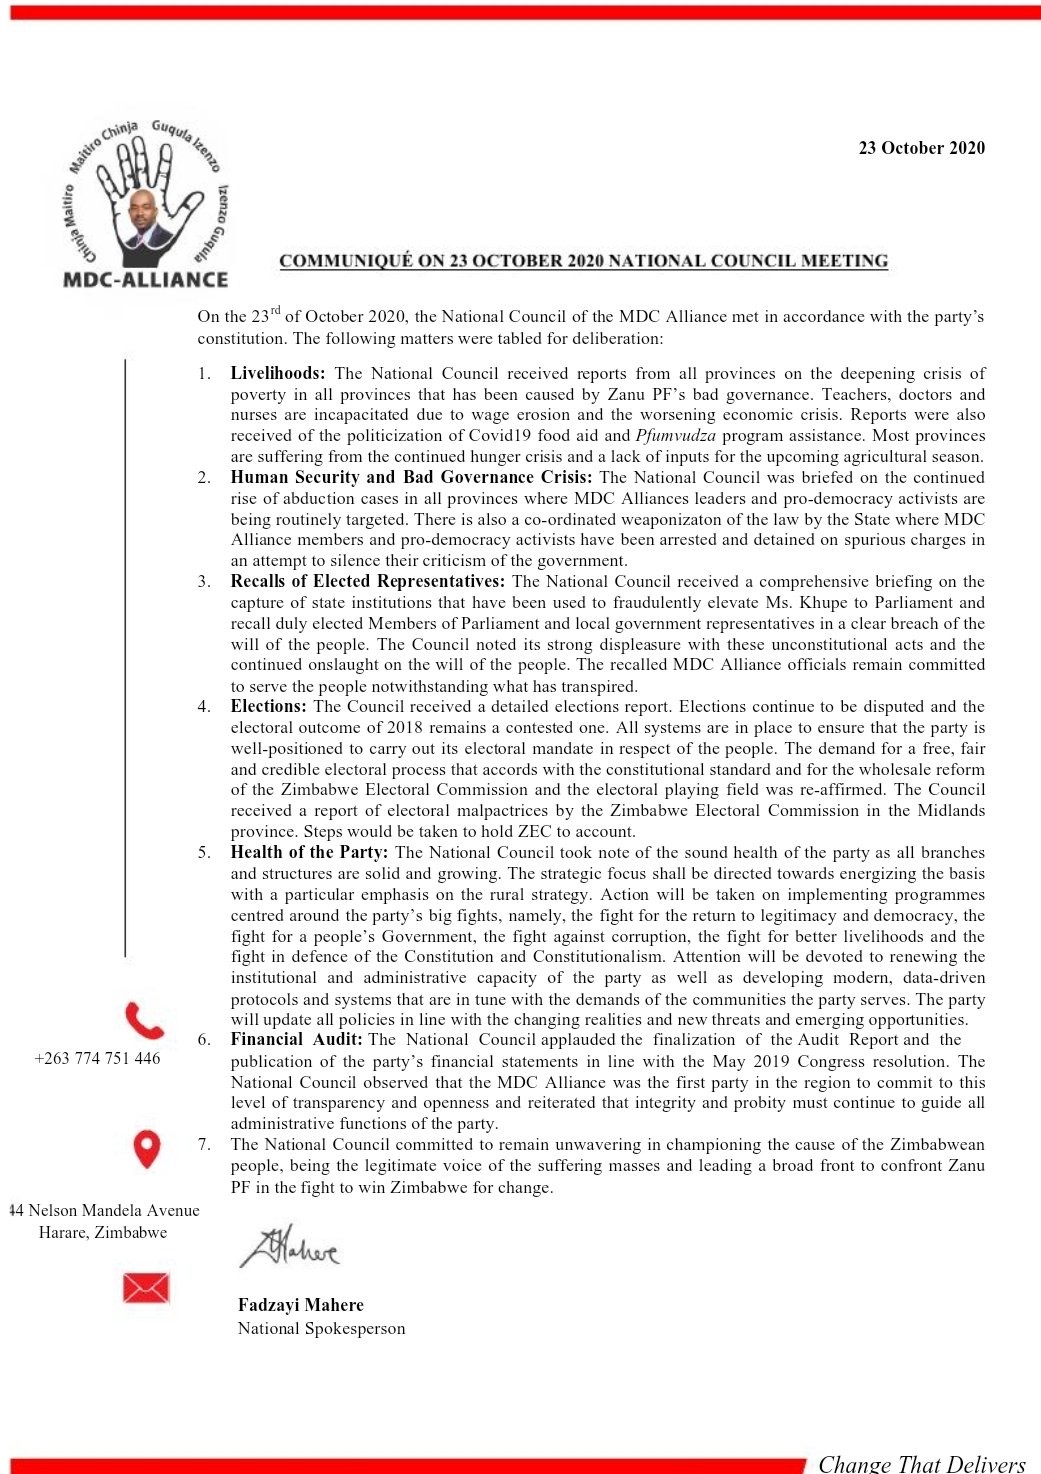 23 October 2020
Chinja Maitiro Maitiro Chinja Guqula Izenzo Izenzo Guqula
MDC-ALLIANCE
COMMUNIQUÉ ON 23 OCTOBER 2020 NATIONAL COUNCIL MEETING
On the 23rd of October 2020, the National Council of the MDC Alliance met in accordance with the party’s
constitution. The following matters were tabled for deliberation:
1. Livelihoods: The National Council received reports from all provinces on the deepening crisis of
poverty in all provinces that has been caused by Zanu PF’s bad governance. Teachers, doctors and
nurses are incapacitated due to wage erosion and the worsening economic crisis. Reports were also
received of the politicization of Covid19 food aid and Pfumvudza program assistance. Most provinces
are suffering from the continued hunger crisis and a lack of inputs for the upcoming agricultural season.
2. Human Security and Bad Governance Crisis: The National Council was briefed on the continued
rise of abduction cases in all provinces where MDC Alliances leaders and pro-democracy activists are
being routinely targeted. There is also a co-ordinated weaponizaton of the law by the State where MDC
Alliance members and pro-democracy activists have been arrested and detained on spurious charges in
an attempt to silence their criticism of the government.
3. Recalls of Elected Representatives: The National Council received a comprehensive briefing on the
capture of state institutions that have been used to fraudulently elevate Ms. Khupe to Parliament and
recall duly elected Members of Parliament and local government representatives in a clear breach of the
will of the people. The Council noted its strong displeasure with these unconstitutional acts and the
continued onslaught on the will of the people. The recalled MDC Alliance officials remain committed
to serve the people notwithstanding what has transpired.
4. Elections: The Council received a detailed elections report. Elections continue to be disputed and the
electoral outcome of 2018 remains a contested one. All systems are in place to ensure that the party is
well-positioned to carry out its electoral mandate in respect of the people. The demand for a free, fair
and credible electoral process that accords with the constitutional standard and for the wholesale reform
of the Zimbabwe Electoral Commission and the electoral playing field was re-affirmed. The Council
received a report of electoral malpactrices by the Zimbabwe Electoral Commission in the Midlands
province. Steps would be taken to hold ZEC to account.
5. Health of the Party: The National Council took note of the sound health of the party as all branches
and structures are solid and growing. The strategic focus shall be directed towards energizing the basis
with a particular emphasis on the rural strategy. Action will be taken on implementing programmes
centred around the party’s big fights, namely, the fight for the return to legitimacy and democracy, the
fight for a people’s Government, the fight against corruption, the fight for better livelihoods and the
fight in defence of the Constitution and Constitutionalism. Attention will be devoted to renewing the
institutional and administrative capacity of the party as well as developing modern, data-driven
protocols and systems that are in tune with the demands of the communities the party serves. The party
will update all policies in line with the changing realities and new threats and emerging opportunities.
6. Financial Audit: The National Council applauded the finalization of the Audit Report and the
publication of the party’s financial statements in line with the May 2019 Congress resolution. The
National Council observed that the MDC Alliance was the first party in the region to commit to this
level of transparency and openness and reiterated that integrity and probity must continue to guide all
administrative functions of the party.
7. The National Council committed to remain unwavering in championing the cause of the Zimbabwean
people, being the legitimate voice of the suffering masses and leading a broad front to confront Zanu
PF in the fight to win Zimbabwe for change.
+263 774 751 446
44 Nelson Mandela Avenue
Harare, Zimbabwe
Mahere
Fadzayi Mahere
National Spokesperson
Change That Delivers